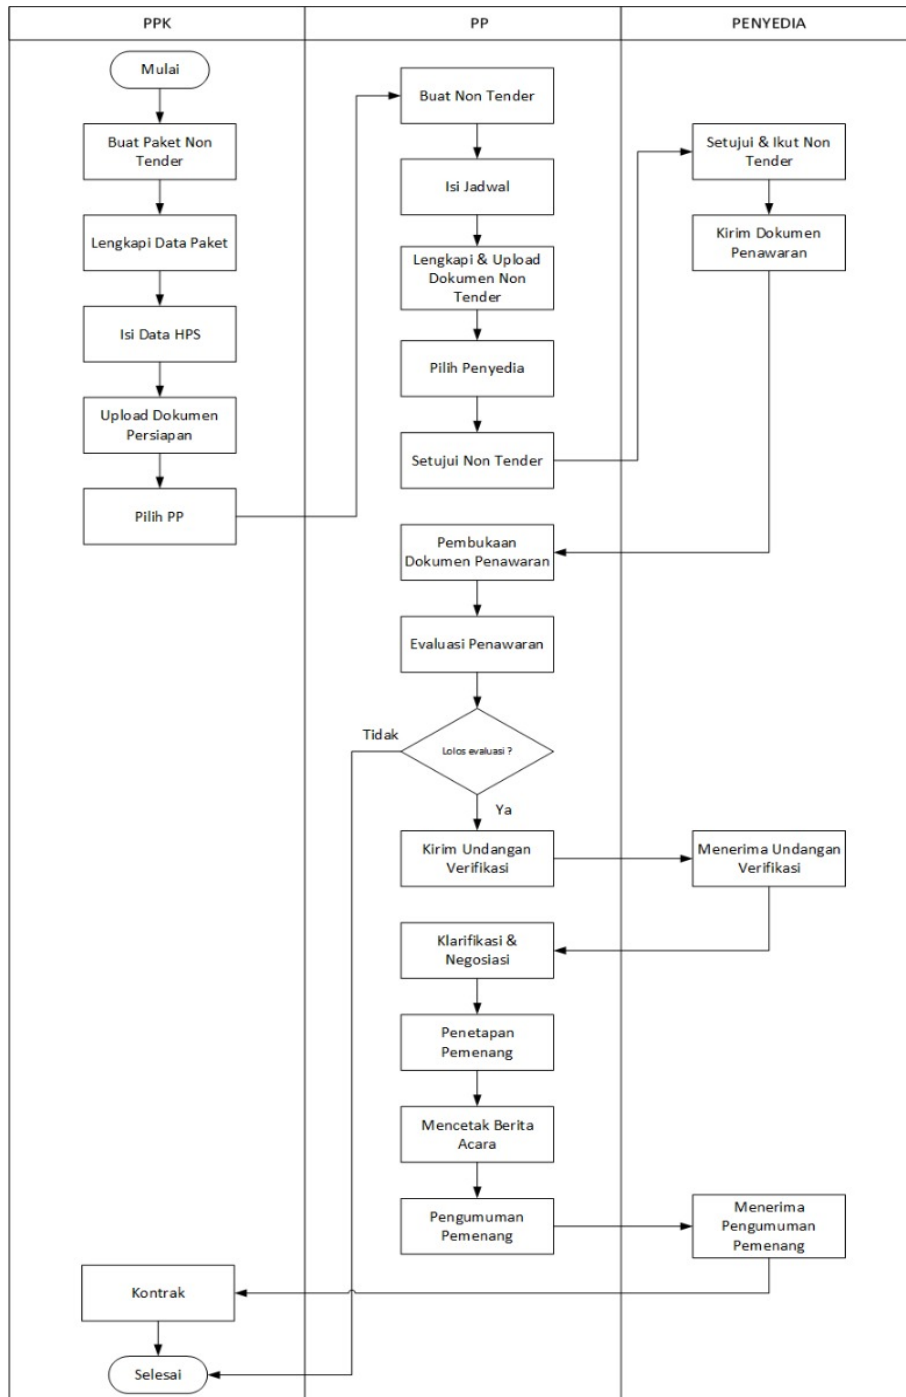 PPK
PP
PENYEDIA
Mulai
Buat Paket Non
Tender
Lengkapi Data Paket
Isi Data HPS
Upload Dokumen
Persiapan
Pilih PP
Buat Non Tender
Isi Jadwal
Lengkapi & Upload
Dokumen Non
Tender
Pilih Penyedia
Setujui Non Tender
Setujui & Ikut Non
Tender
Kirim Dokumen
Penawaran
Pembukaan
Dokumen Penawaran
Evaluasi Penawaran
Lolos evaluasi ?
Tidak
Ya
Kirim Undangan
Verifikasi
Menerima Undangan
Verifikasi
Klarifikasi &
Negosiasi
Penetapan
Pemenang
Mencetak Berita
Acara
Pengumuman
Pemenang
Menerima
Pengumuman
Pemenang
Kontrak
Selesai